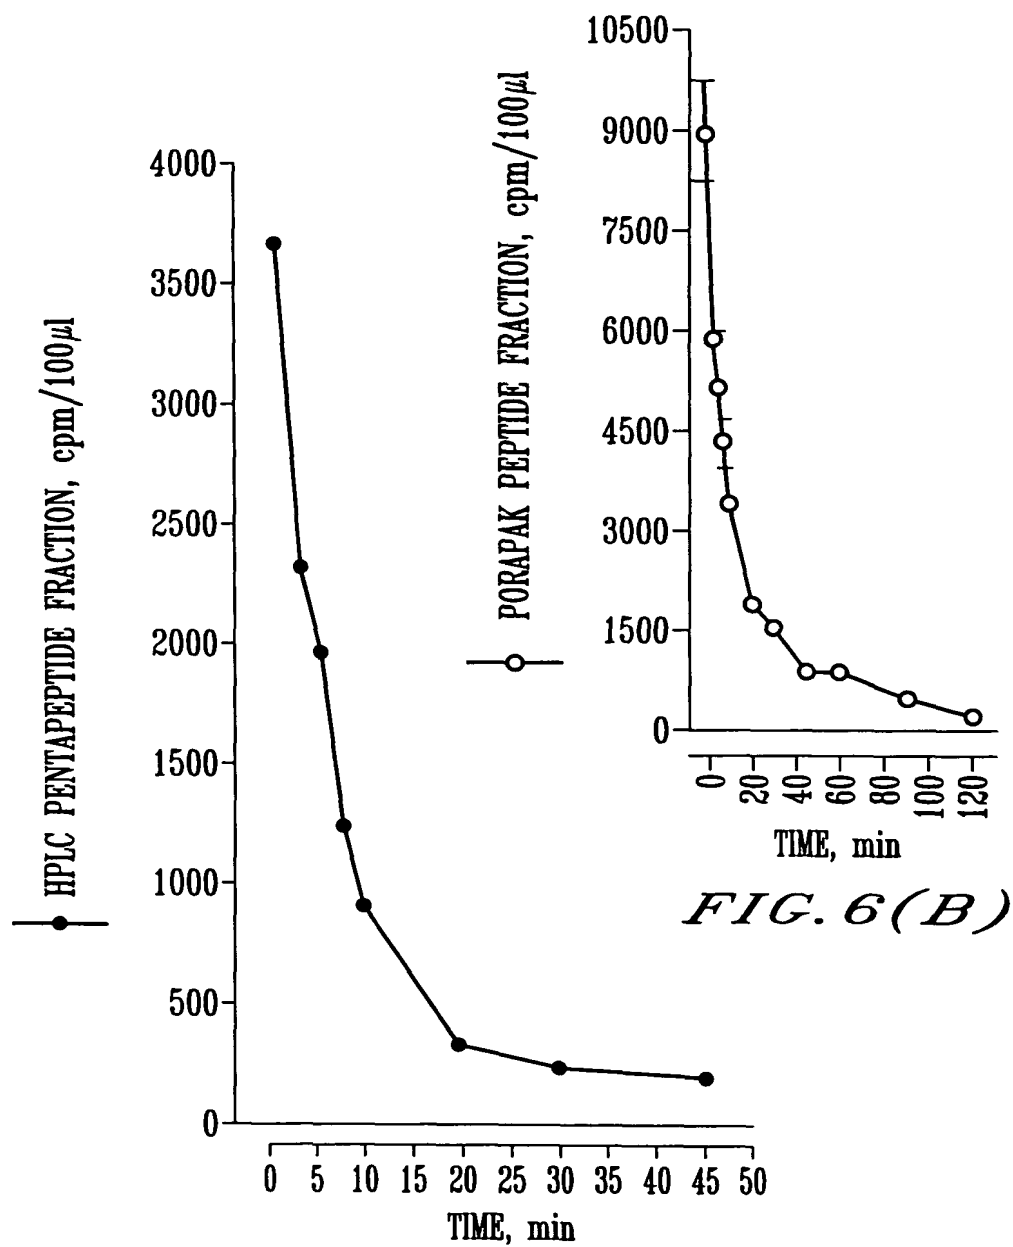 HPLC PENTAPEPTIDE FRACTION, cpm/100µl
4000
3500
3000
2500
2000
1500
1000
500
0
0 5 10 15 20 25 30 35 40 45 50
TIME, min
PORAPAK PEPTIDE FRACTION, cpm/100µl
10500
9000
7500
6000
4500
3000
1500
0
0 20 40 60 80 100 120
TIME, min
FIG. 6(B)